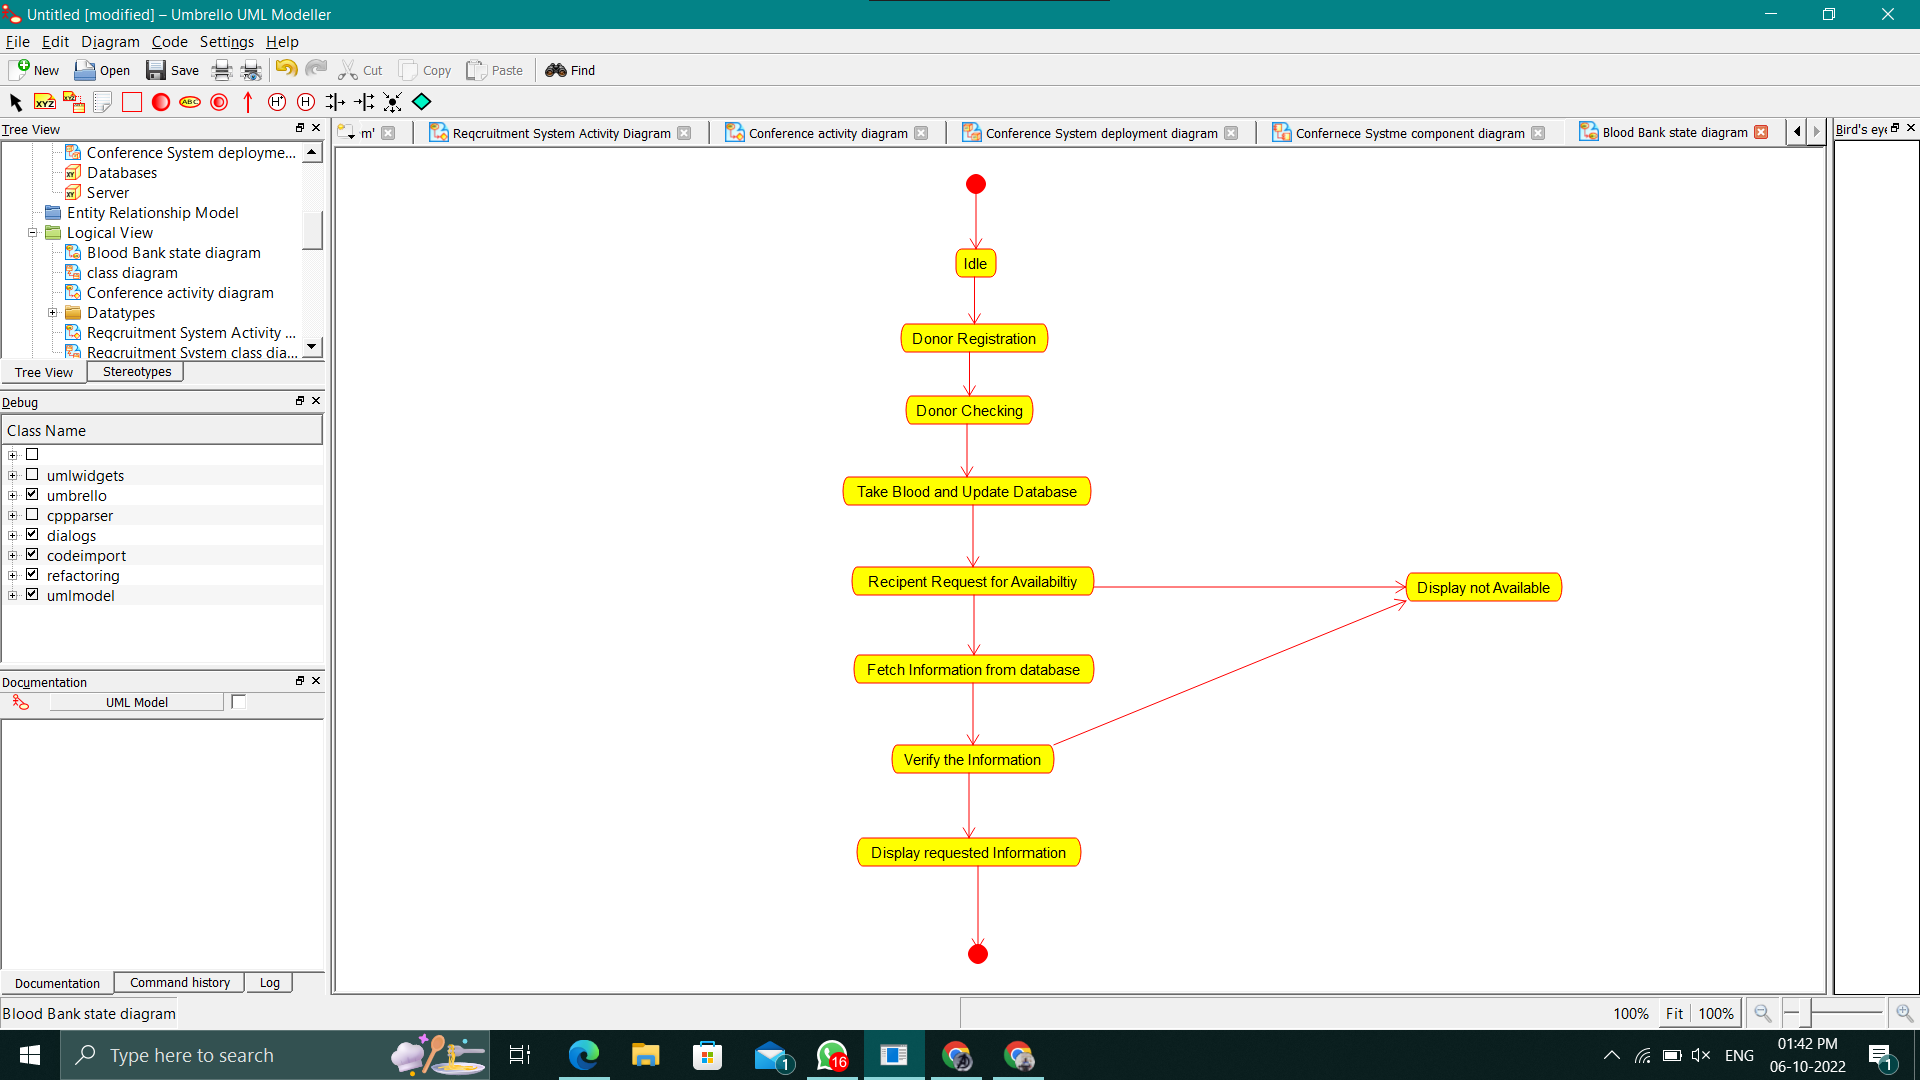 Untitled [modified] – Umbrello UML Modeller
File Edit Diagram Code Settings Help
New Open Save Cut Copy Paste Find
XYZ ABC H* H
Tree View
m' Reqcruitment System Activity Diagram Conference activity diagram Conference System deployment diagram Confernece Systme component diagram Blood Bank state diagram
Bird's eye
Conference System deployme...
Databases
Server
Entity Relationship Model
Logical View
Blood Bank state diagram
class diagram
Conference activity diagram
Datatypes
Reqcruitment System Activity ...
Reqcruitment System class dia...
Tree View Stereotypes
Debug
Class Name
umlwidgets
umbrello
cppparser
dialogs
codeimport
refactoring
umlmodel
Documentation
UML Model
Documentation Command history Log
Idle
Donor Registration
Donor Checking
Take Blood and Update Database
Recipent Request for Availabiltiy
Display not Available
Fetch Information from database
Verify the Information
Display requested Information
Blood Bank state diagram
100% Fit 100%
Type here to search
1
16
ENG
01:42 PM
06-10-2022
1